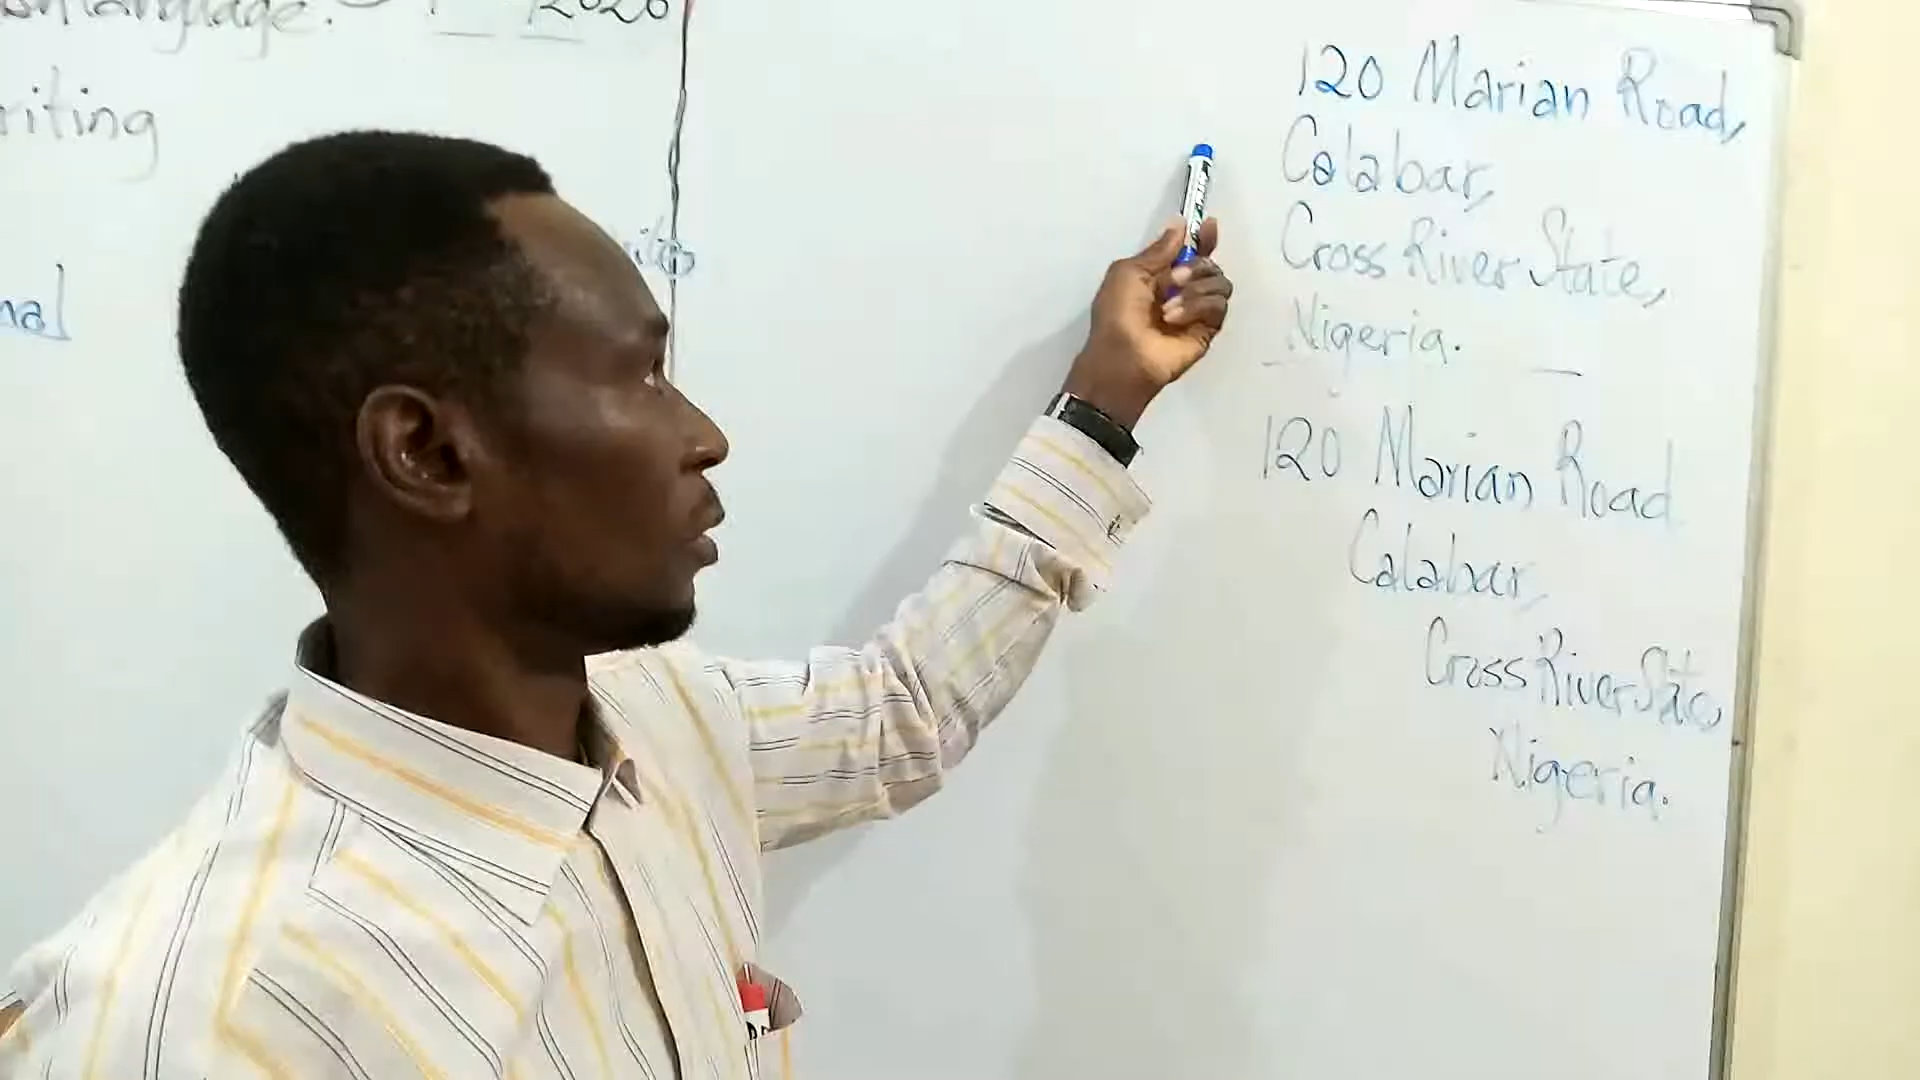 language. 2020
riting
nal
120 Marian Road,
Calabar,
Cross River State,
Nigeria.
120 Marian Road
Calabar,
Cross River State,
Nigeria.